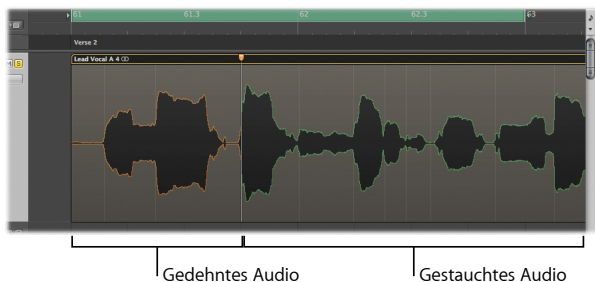 61 61.3 62 62.3 63
Verse 2
S Lead Vocal A 4
Gedehntes Audio Gestauchtes Audio